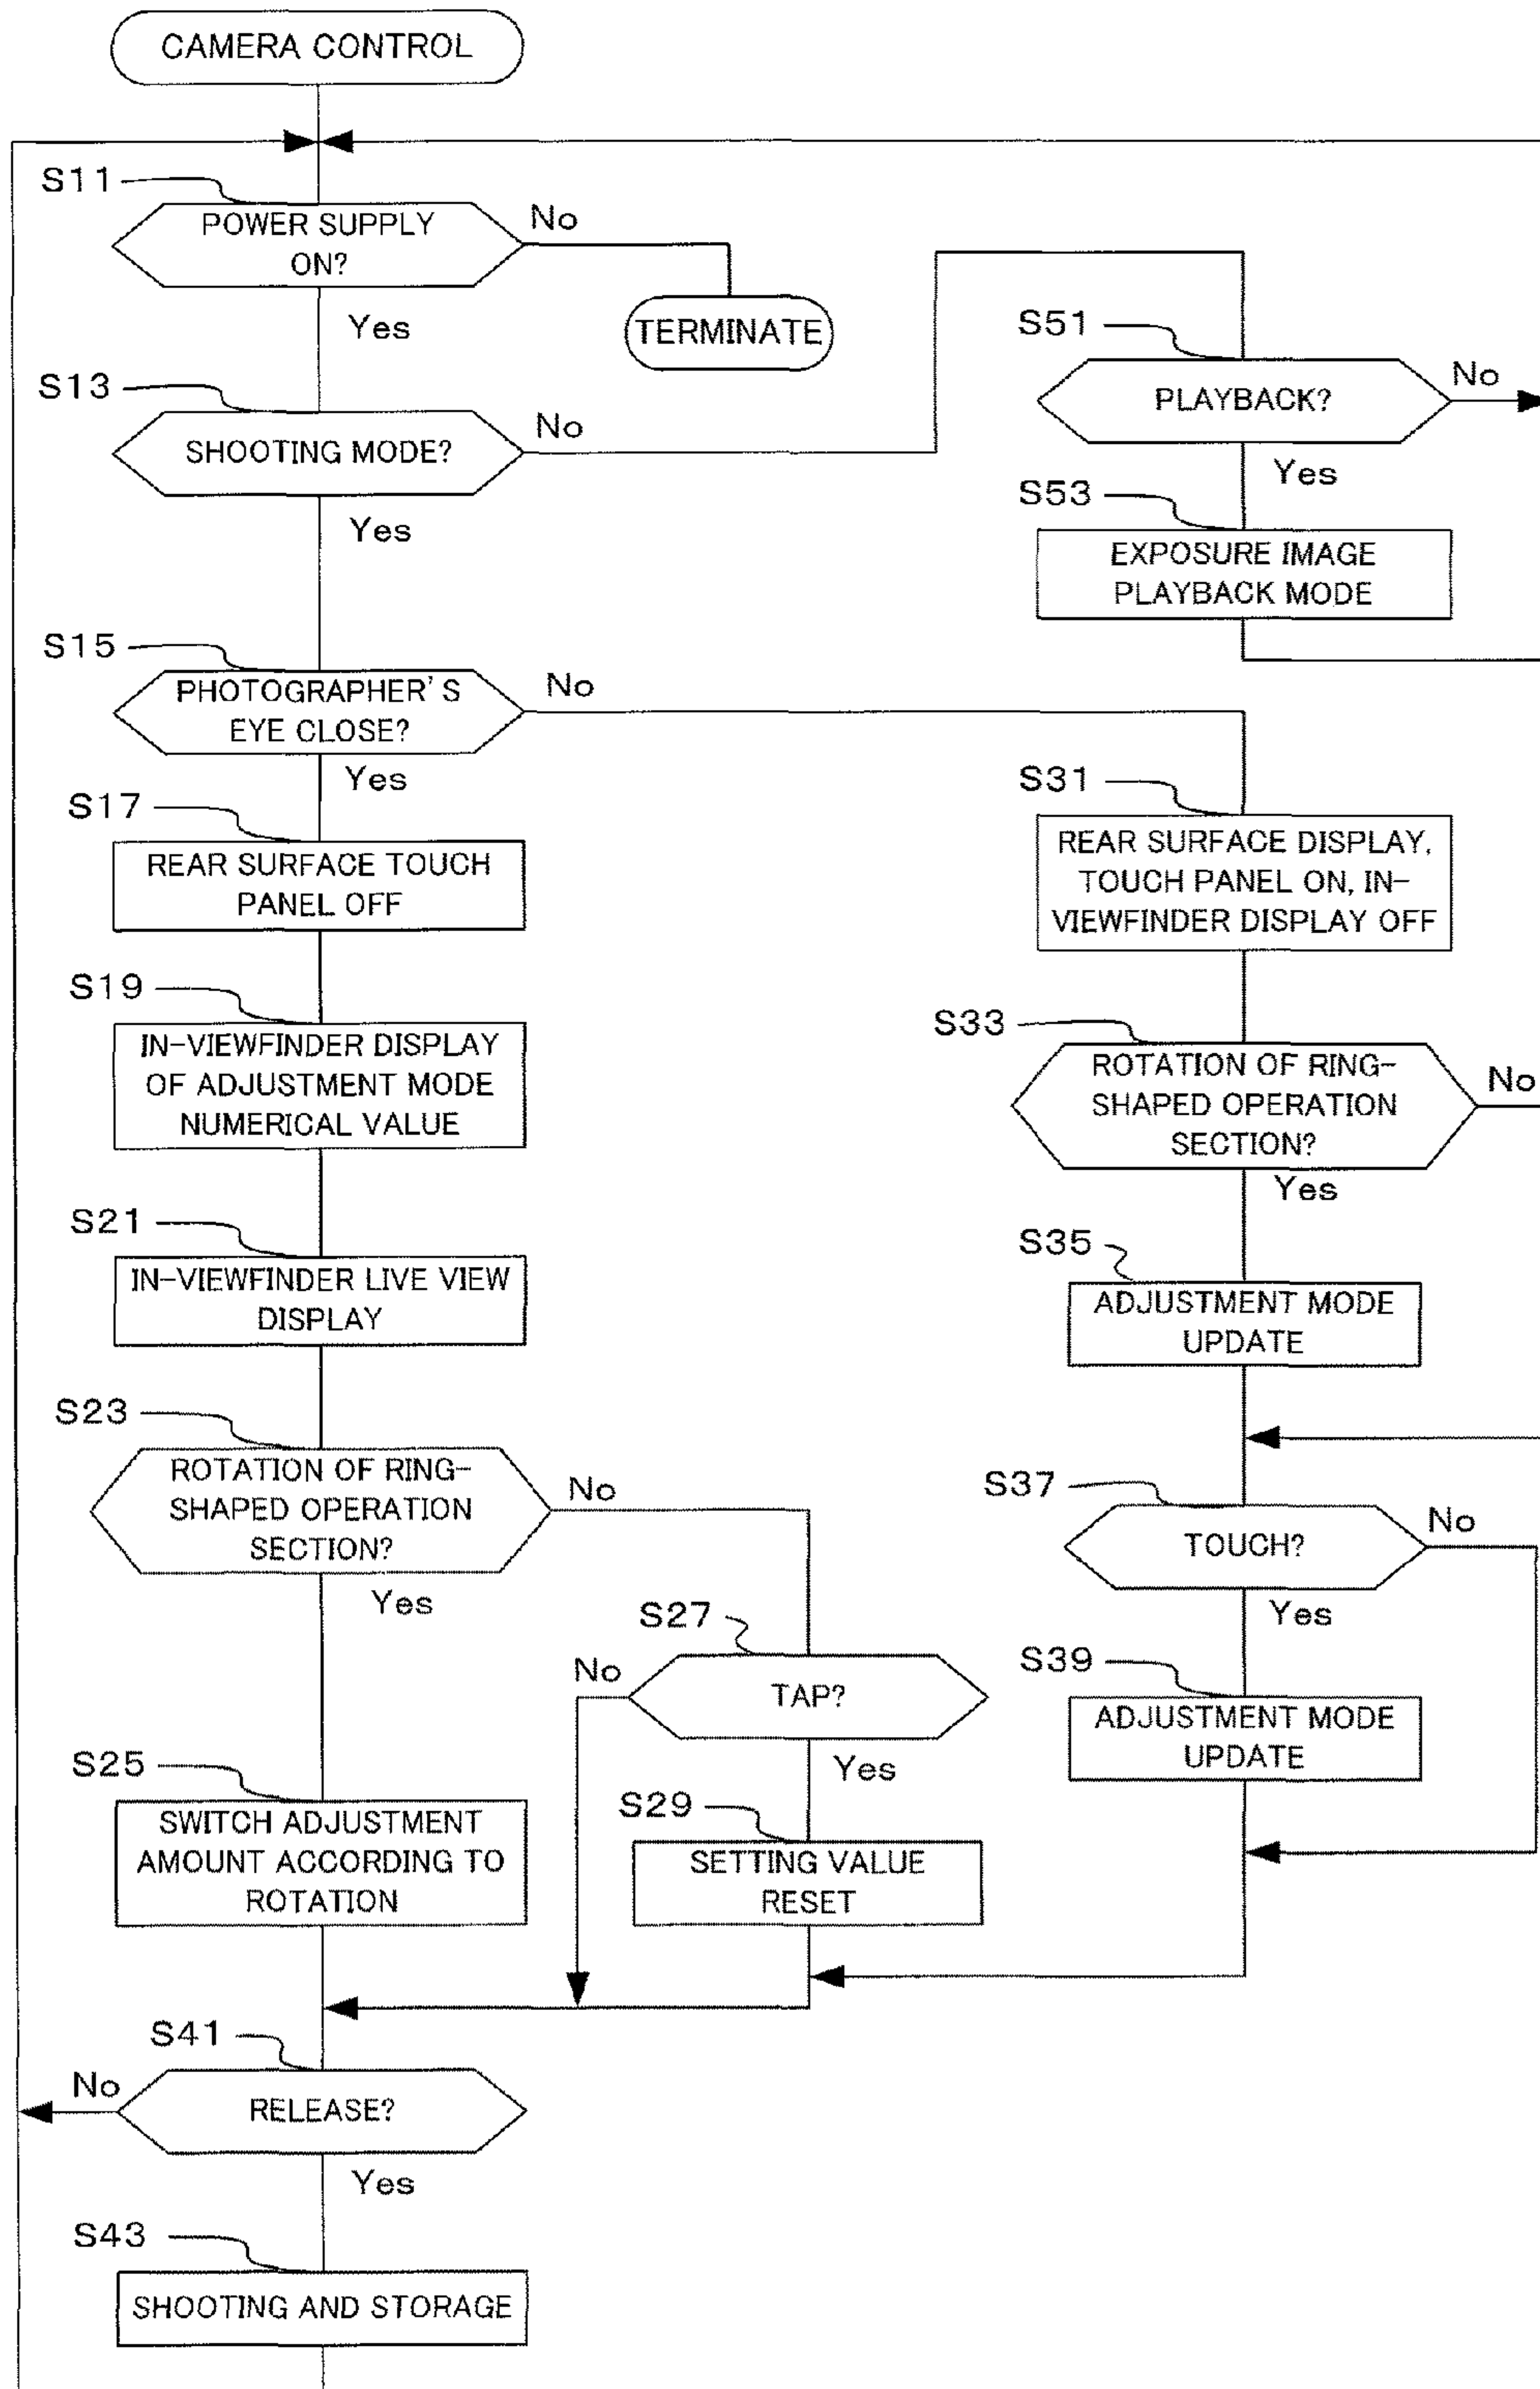 CAMERA CONTROL
S11
POWER SUPPLY
ON?
No
Yes
TERMINATE
S13
SHOOTING MODE?
No
Yes
S51
PLAYBACK?
No
Yes
S53
EXPOSURE IMAGE
PLAYBACK MODE
S15
PHOTOGRAPHER'S
EYE CLOSE?
No
Yes
S17
REAR SURFACE TOUCH
PANEL OFF
S19
IN-VIEWFINDER DISPLAY
OF ADJUSTMENT MODE
NUMERICAL VALUE
S21
IN-VIEWFINDER LIVE VIEW
DISPLAY
S23
ROTATION OF RING-
SHAPED OPERATION
SECTION?
No
Yes
S25
SWITCH ADJUSTMENT
AMOUNT ACCORDING TO
ROTATION
S27
TAP?
No
Yes
S29
SETTING VALUE
RESET
S31
REAR SURFACE DISPLAY,
TOUCH PANEL ON, IN-
VIEWFINDER DISPLAY OFF
S33
ROTATION OF RING-
SHAPED OPERATION
SECTION?
No
Yes
S35
ADJUSTMENT MODE
UPDATE
S37
TOUCH?
No
Yes
S39
ADJUSTMENT MODE
UPDATE
S41
RELEASE?
No
Yes
S43
SHOOTING AND STORAGE